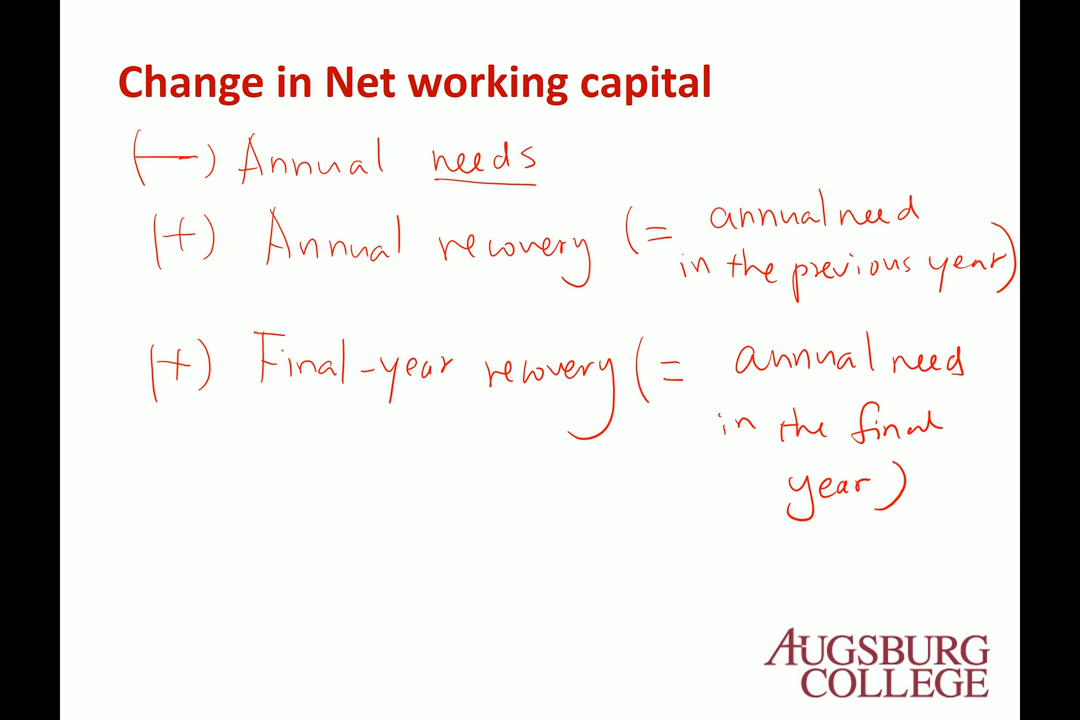 Change in Net working capital
(—) Annual needs
(+) Annual recovery (= annual need
in the previous year)
(+) Final-year recovery (= annual need
in the final
year)
AUGSBURG
COLLEGE